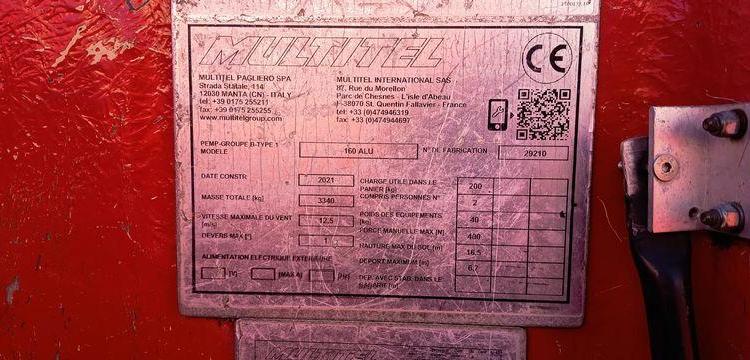 MULTITEL
CE
MULTITEL PAGLIERO SPA
Strada Statale, 114
12030 MANTA (CN) - ITALY
tel: +39 0175 255211
fax: +39 0175 255255
www.multitelgroup.com
MULTITEL INTERNATIONAL SAS
87, Rue du Morellon
Parc de Chesnes - L'isle d'Abeau
F-38070 St. Quentin Fallavier - France
tel: +33 (0)474946319
fax: +33 (0)474944697
PEMP-GROUPE B-TYPE 1
MODELE 160 ALU N° DE FABRICATION 29210
DATE CONSTR 2021
MASSE TOTALE [kg] 3340
VITESSE MAXIMALE DU VENT [m/s] 12.5
DEVERS MAX [°] 1
ALIMENTATION ELECTRIQUE EXTERIEURE
[V] [MAX A] [Hz]
CHARGE UTILE DANS LE PANIER [kg] 200
COMPRIS PERSONNES N° 2
POIDS DES EQUIPEMENTS [kg] 40
FORCE MANUELLE MAX [N] 400
HAUTEUR MAX DU SOL [m] 16.5
DEPORT MAXIMUM [m] 6.7
DEP. AVEC STAB. DANS LE GABARIE [m]
MULTITEL